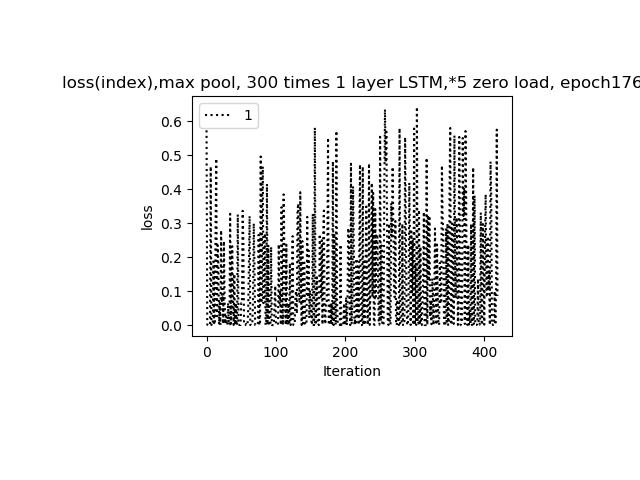 loss(index),max pool, 300 times 1 layer LSTM,*5 zero load, epoch176
1
0.6
0.5
0.4
0.3
0.2
0.1
0.0
loss
0 100 200 300 400
Iteration